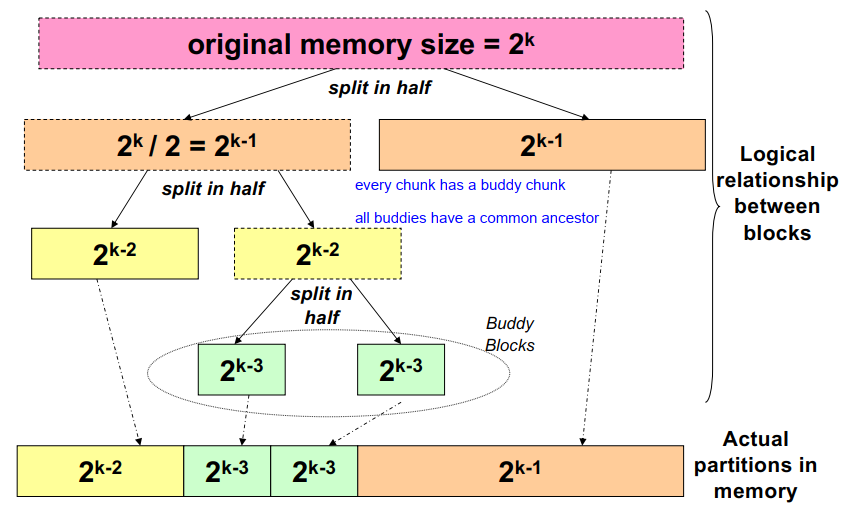 original memory size = 2^k
split in half
2^k / 2 = 2^k-1
2^k-1
split in half
every chunk has a buddy chunk
all buddies have a common ancestor
Logical
relationship
between
blocks
2^k-2
2^k-2
split in
half
Buddy
Blocks
2^k-3
2^k-3
Actual
partitions in
memory
2^k-2
2^k-3
2^k-3
2^k-1